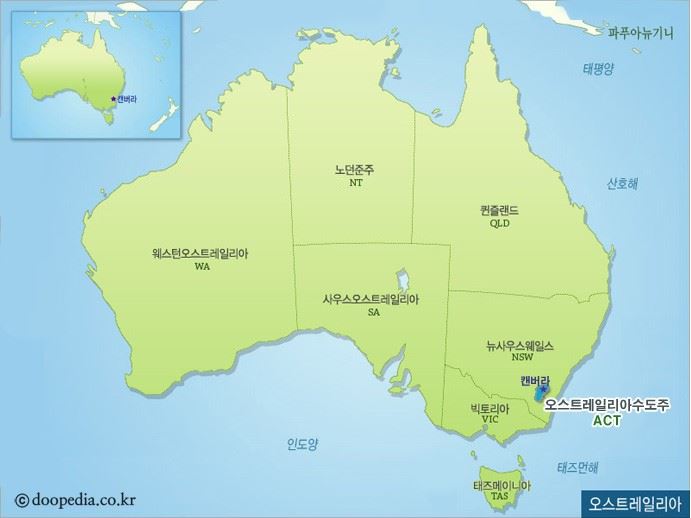 캔버라
파푸아뉴기니
태평양
산호해
노던준주
NT
퀸즐랜드
QLD
웨스턴오스트레일리아
WA
사우스오스트레일리아
SA
뉴사우스웨일스
NSW
캔버라
오스트레일리아수도주
ACT
빅토리아
VIC
인도양
태즈먼해
태즈메이니아
TAS
ⓒdoopedia.co.kr
오스트레일리아